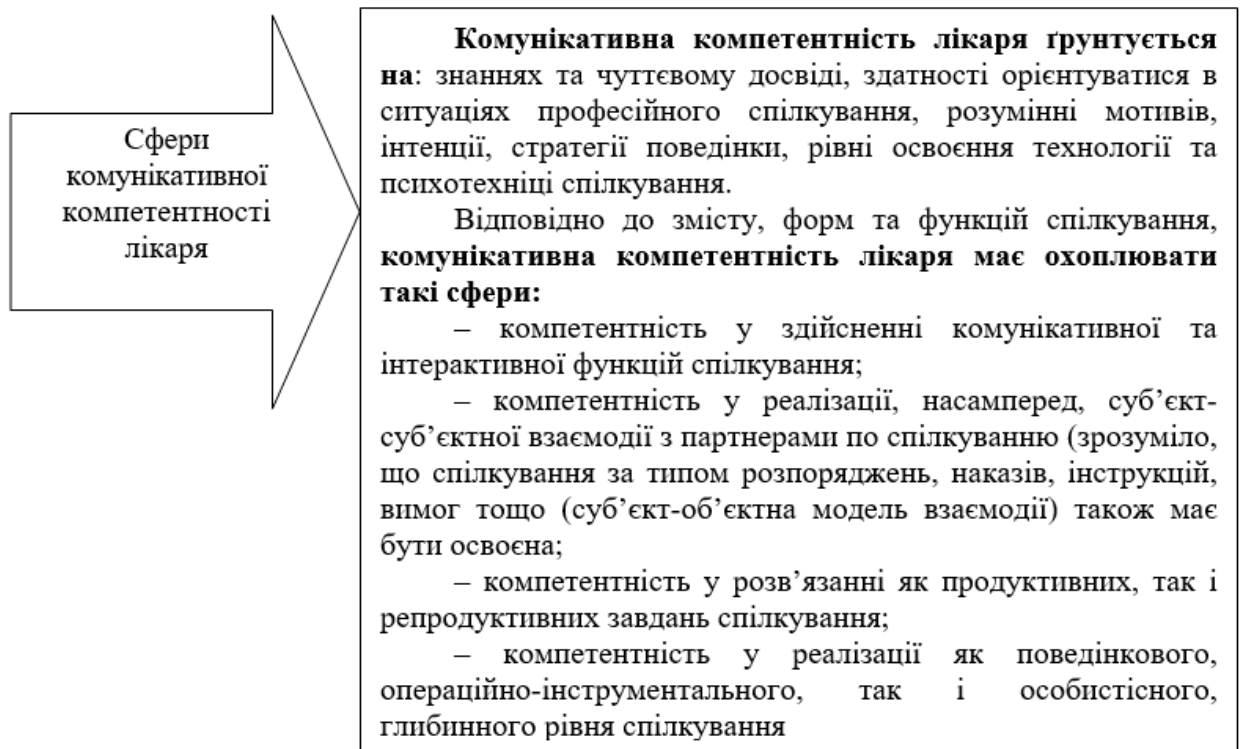 Сфери
комунікативної
компетентності
лікаря
Комунікативна компетентність лікаря ґрунтується
на: знаннях та чуттєвому досвіді, здатності орієнтуватися в
ситуаціях професійного спілкування, розумінні мотивів,
інтенції, стратегії поведінки, рівні освоєння технології та
психотехніці спілкування.
Відповідно до змісту, форм та функцій спілкування,
комунікативна компетентність лікаря має охоплювати
такі сфери:
– компетентність у здійсненні комунікативної та
інтерактивної функцій спілкування;
– компетентність у реалізації, насамперед, суб’єкт-
суб’єктної взаємодії з партнерами по спілкуванню (зрозуміло,
що спілкування за типом розпоряджень, наказів, інструкцій,
вимог тощо (суб’єкт-об’єктна модель взаємодії) також має
бути освоєна;
– компетентність у розв’язанні як продуктивних, так і
репродуктивних завдань спілкування;
– компетентність у реалізації як поведінкового,
операційно-інструментального, так і особистісного,
глибинного рівня спілкування